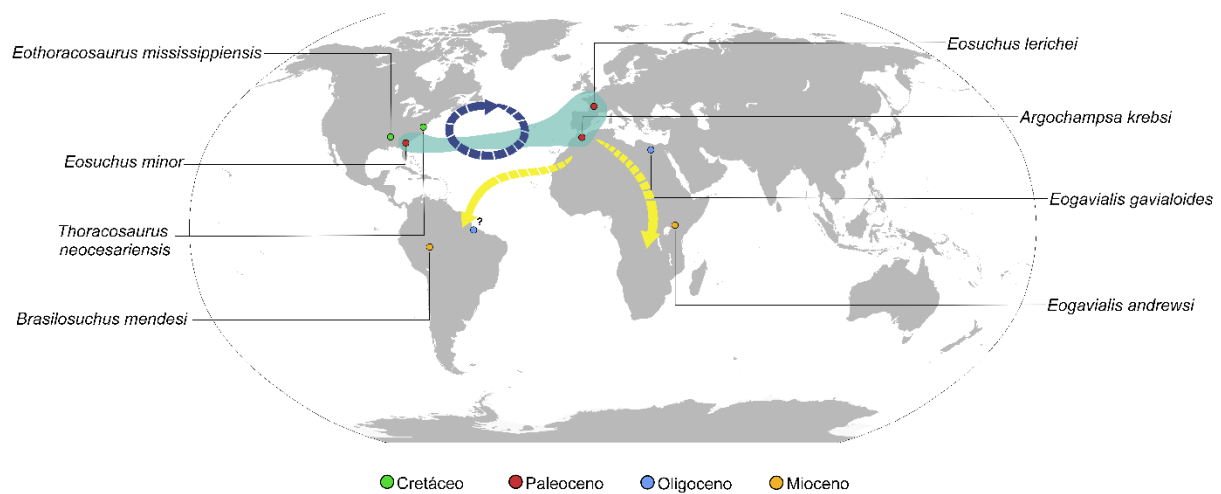 Eothoracosaurus mississippiensis
Eosuchus lerichei
Argochampsa krebsi
Eosuchus minor
Eogavialis gavialoides
?
Thoracosaurus
neocesariensis
Brasilosuchus mendesi
Eogavialis andrewsi
Cretáceo
Paleoceno
Oligoceno
Mioceno